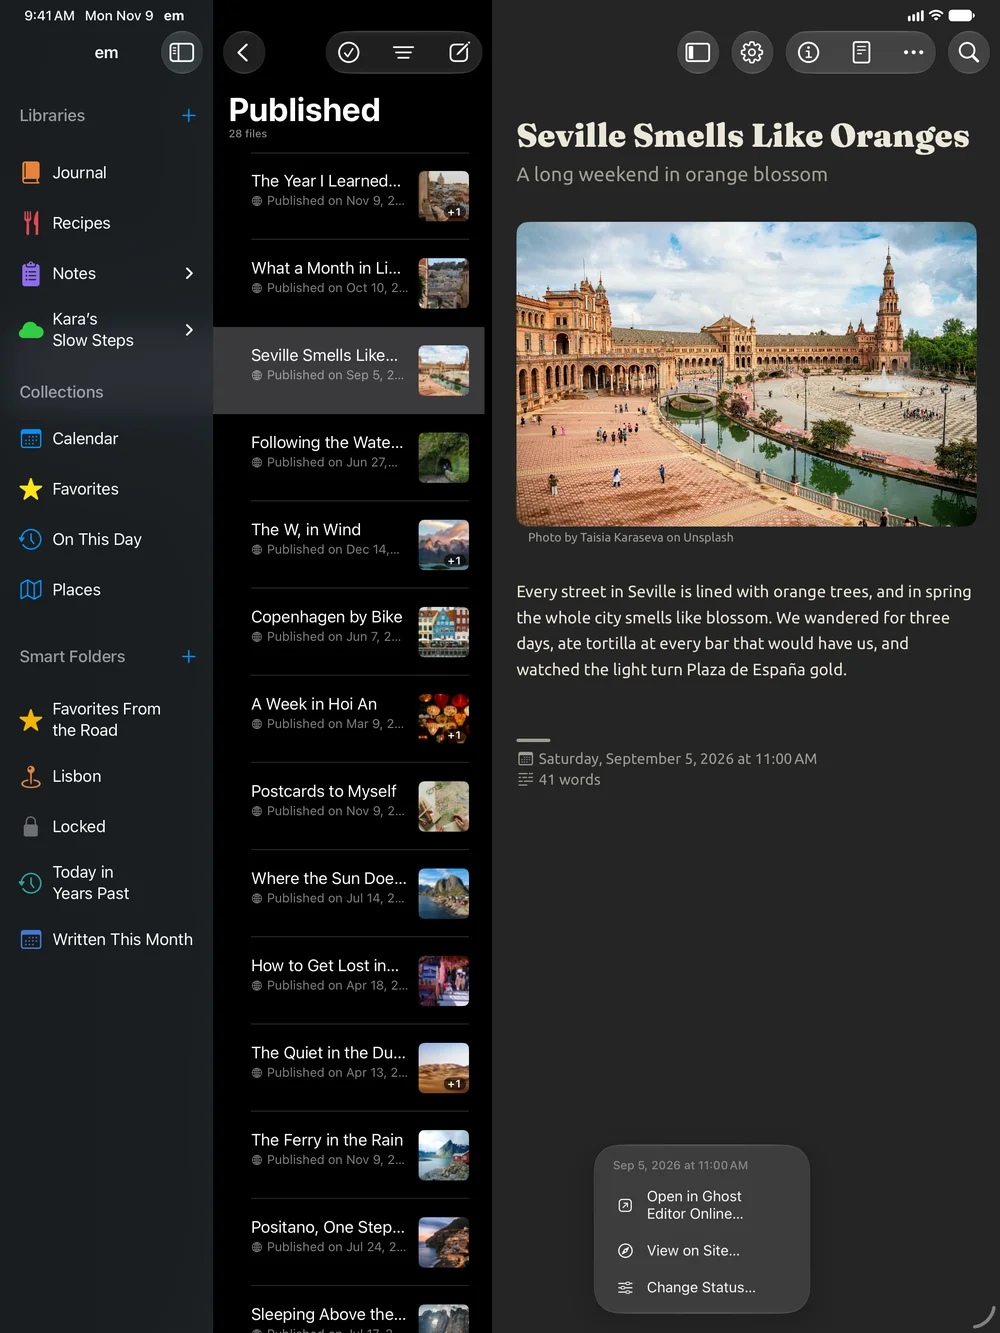 9:41 AM Mon Nov 9 em
em
Libraries
Journal
Recipes
Notes
Kara's
Slow Steps
Collections
Calendar
Favorites
On This Day
Places
Smart Folders
Favorites From
the Road
Lisbon
Locked
Today in
Years Past
Written This Month
Published
28 files
The Year I Learned...
Published on Nov 9, 2...
+1
What a Month in Li...
Published on Oct 10, 2...
Seville Smells Like...
Published on Sep 5, 2...
Following the Wate...
Published on Jun 27,...
The W, in Wind
Published on Dec 14,...
+1
Copenhagen by Bike
Published on Jun 7, 2...
A Week in Hoi An
Published on Mar 9, 2...
+1
Postcards to Myself
Published on Nov 9, 2...
Where the Sun Doe...
Published on Jul 14, 2...
How to Get Lost in...
Published on Apr 18, 2...
The Quiet in the Du...
Published on Apr 13, 2...
+1
The Ferry in the Rain
Published on Nov 9, 2...
Positano, One Step...
Published on Jul 24, 2...
Sleeping Above the...
Published on Jul 17, 2...
Seville Smells Like Oranges
A long weekend in orange blossom
Photo by Taisia Karaseva on Unsplash
Every street in Seville is lined with orange trees, and in spring
the whole city smells like blossom. We wandered for three
days, ate tortilla at every bar that would have us, and
watched the light turn Plaza de España gold.
Saturday, September 5, 2026 at 11:00 AM
41 words
Sep 5, 2026 at 11:00 AM
Open in Ghost
Editor Online...
View on Site...
Change Status...